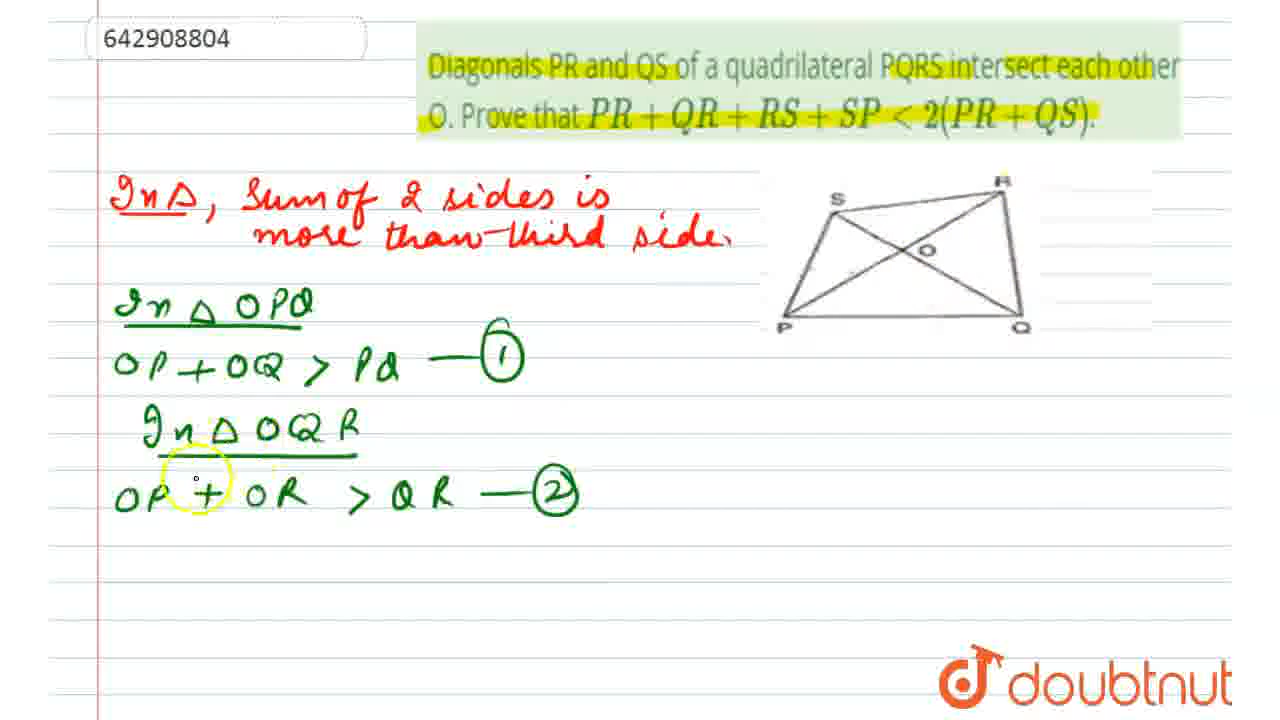 642908804
Diagonals PR and QS of a quadrilateral PQRS intersect each other
O. Prove that PR + QR + RS + SP < 2(PR + QS).
In Δ, Sum of 2 sides is
more than third side.
S
R
O
P
Q
In Δ OPQ
OP + OQ > PQ — 1
In Δ OQR
OP + OR > QR — 2
doubtnut